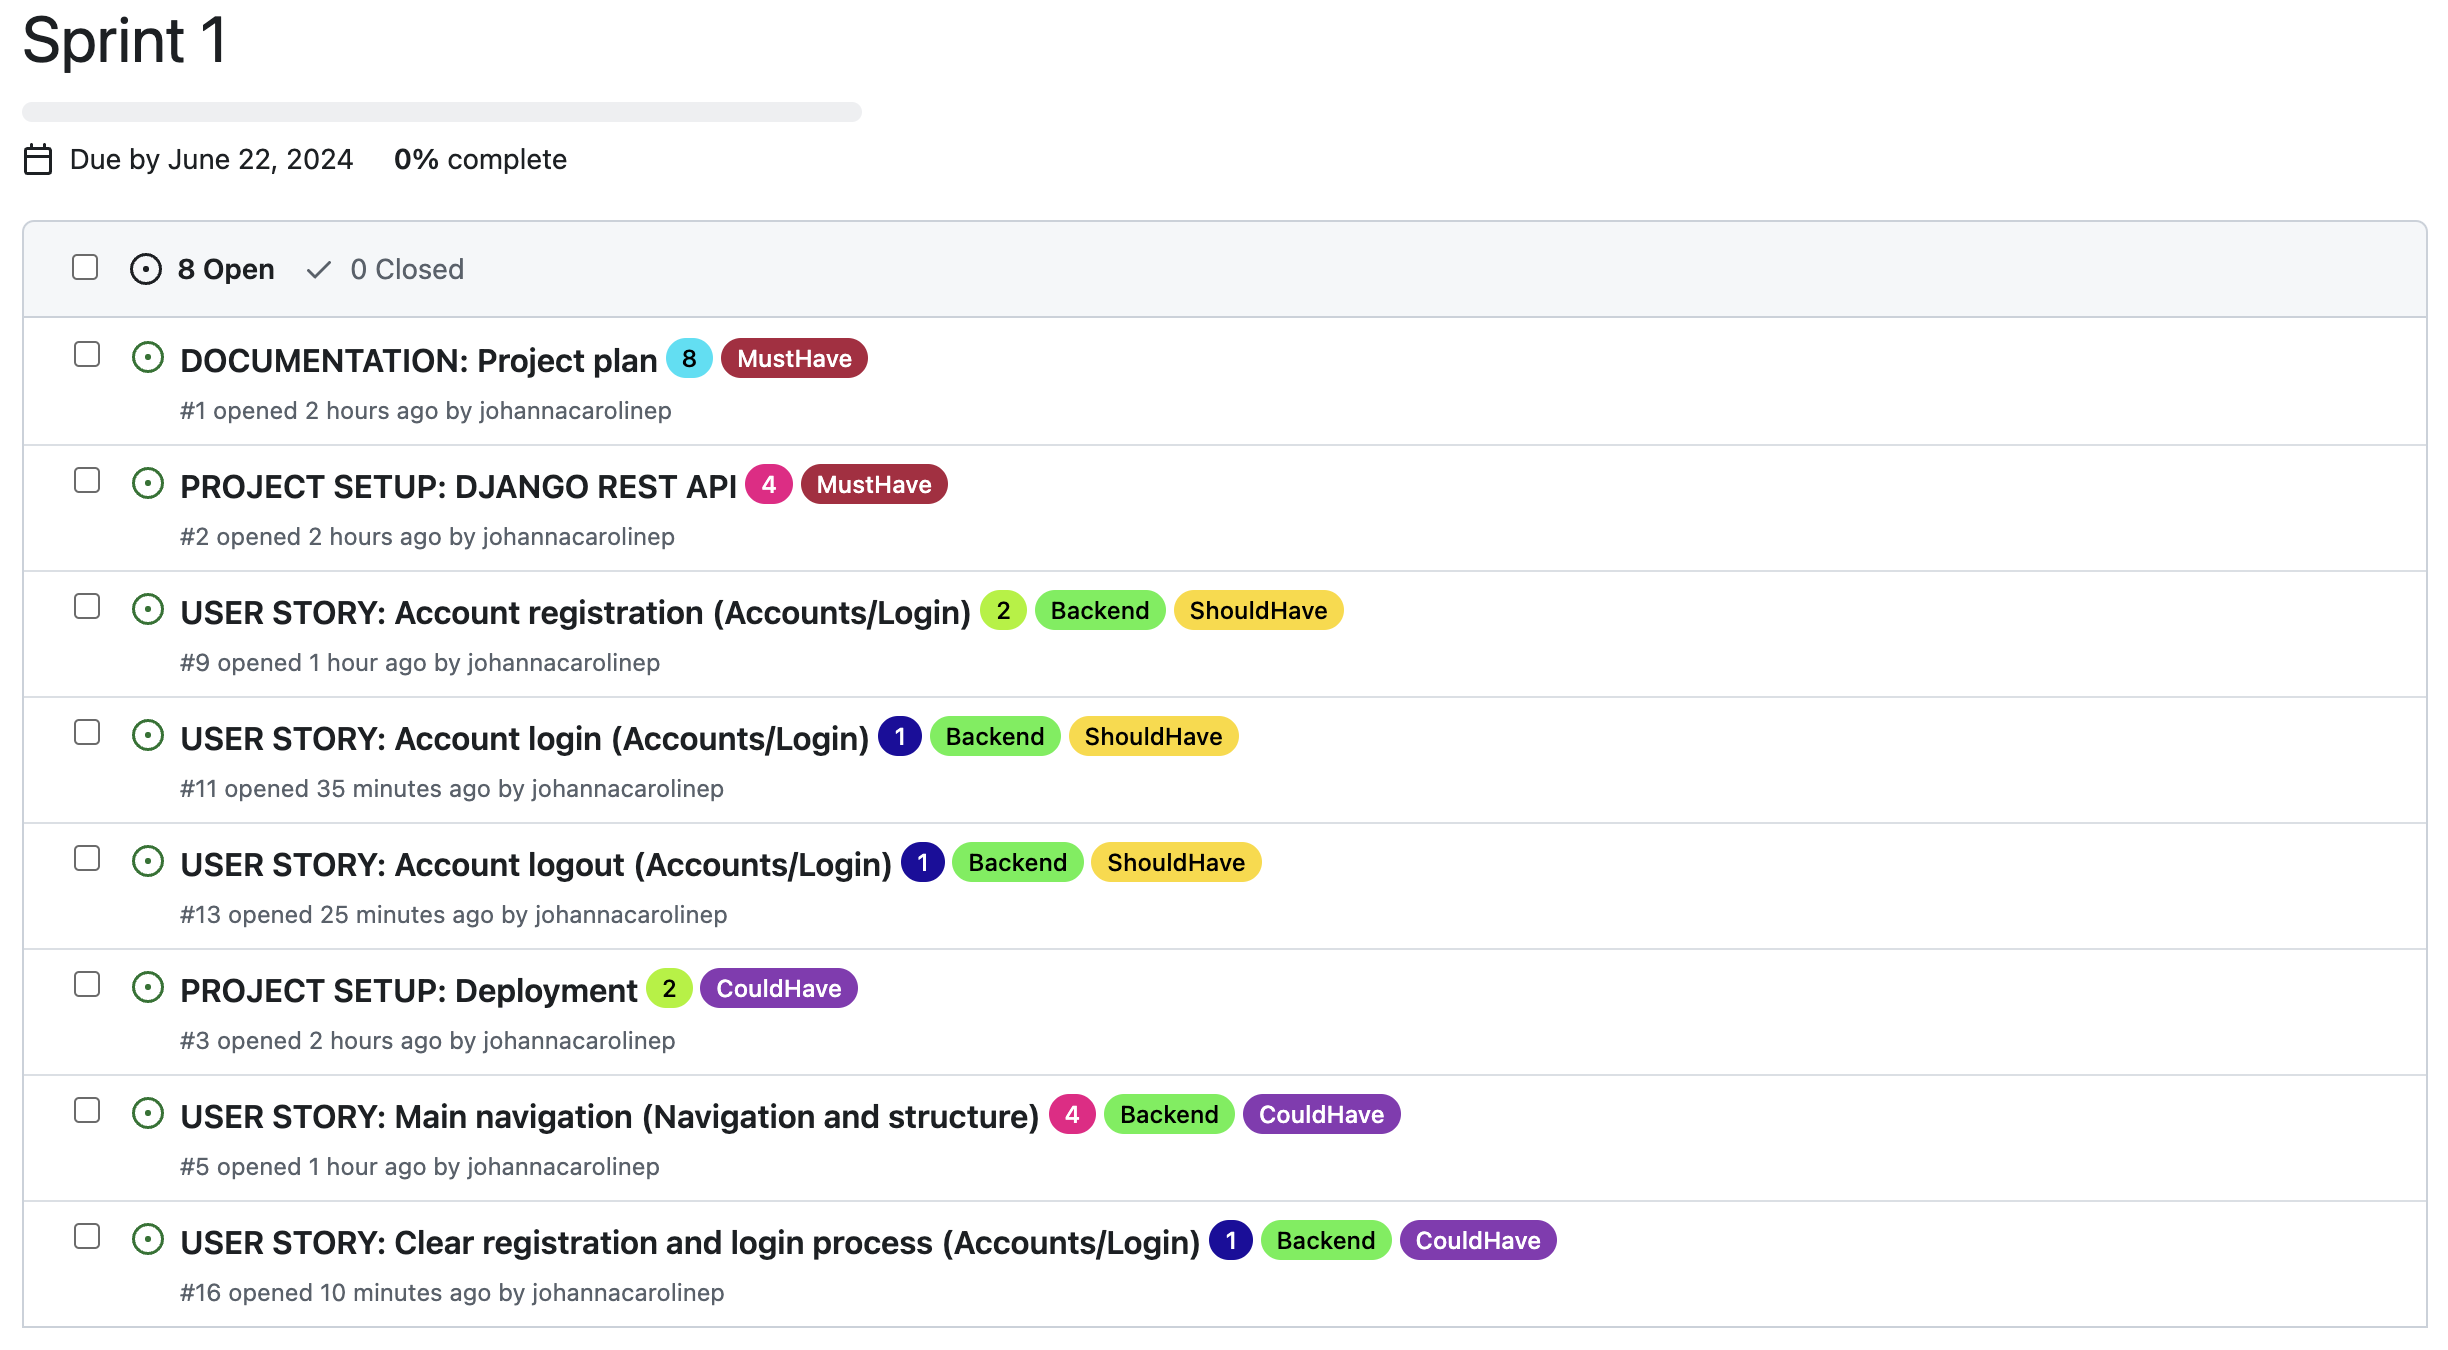 Sprint 1
Due by June 22, 2024 0% complete
8 Open 0 Closed
DOCUMENTATION: Project plan 8 MustHave
#1 opened 2 hours ago by johannacarolinep
PROJECT SETUP: DJANGO REST API 4 MustHave
#2 opened 2 hours ago by johannacarolinep
USER STORY: Account registration (Accounts/Login) 2 Backend ShouldHave
#9 opened 1 hour ago by johannacarolinep
USER STORY: Account login (Accounts/Login) 1 Backend ShouldHave
#11 opened 35 minutes ago by johannacarolinep
USER STORY: Account logout (Accounts/Login) 1 Backend ShouldHave
#13 opened 25 minutes ago by johannacarolinep
PROJECT SETUP: Deployment 2 CouldHave
#3 opened 2 hours ago by johannacarolinep
USER STORY: Main navigation (Navigation and structure) 4 Backend CouldHave
#5 opened 1 hour ago by johannacarolinep
USER STORY: Clear registration and login process (Accounts/Login) 1 Backend CouldHave
#16 opened 10 minutes ago by johannacarolinep